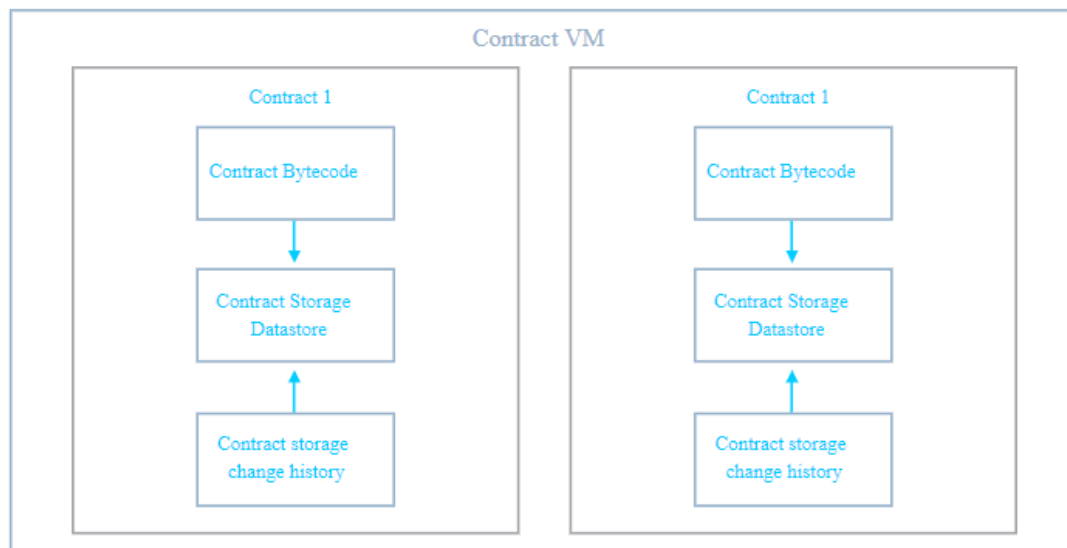 Contract VM
Contract 1
Contract Bytecode
Contract Storage
Datastore
Contract storage
change history
Contract 1
Contract Bytecode
Contract Storage
Datastore
Contract storage
change history